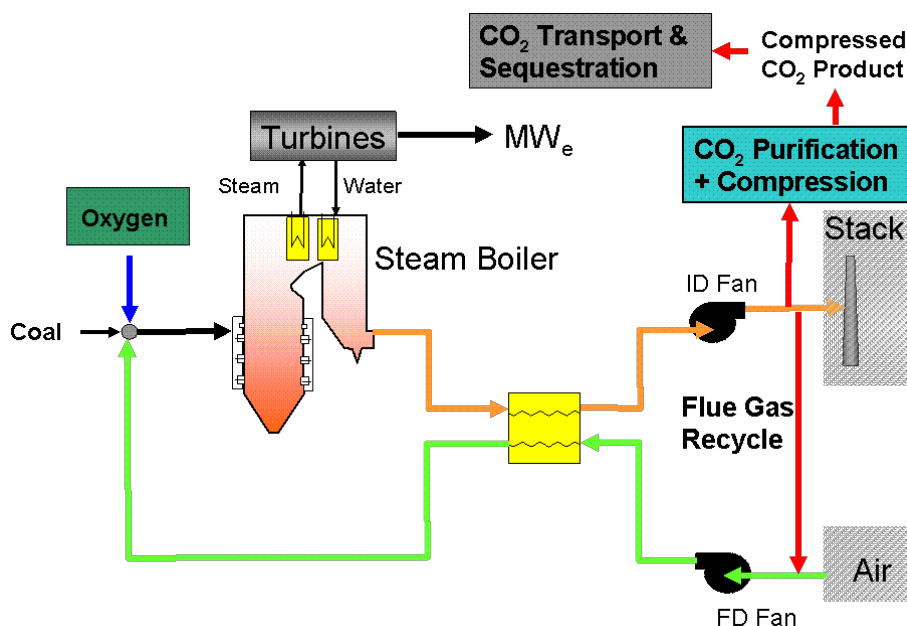 CO₂ Transport &
Sequestration
Compressed
CO₂ Product
Turbines
MWₑ
CO₂ Purification
+ Compression
Steam
Water
Oxygen
Stack
Steam Boiler
ID Fan
Coal
Flue Gas
Recycle
Air
FD Fan